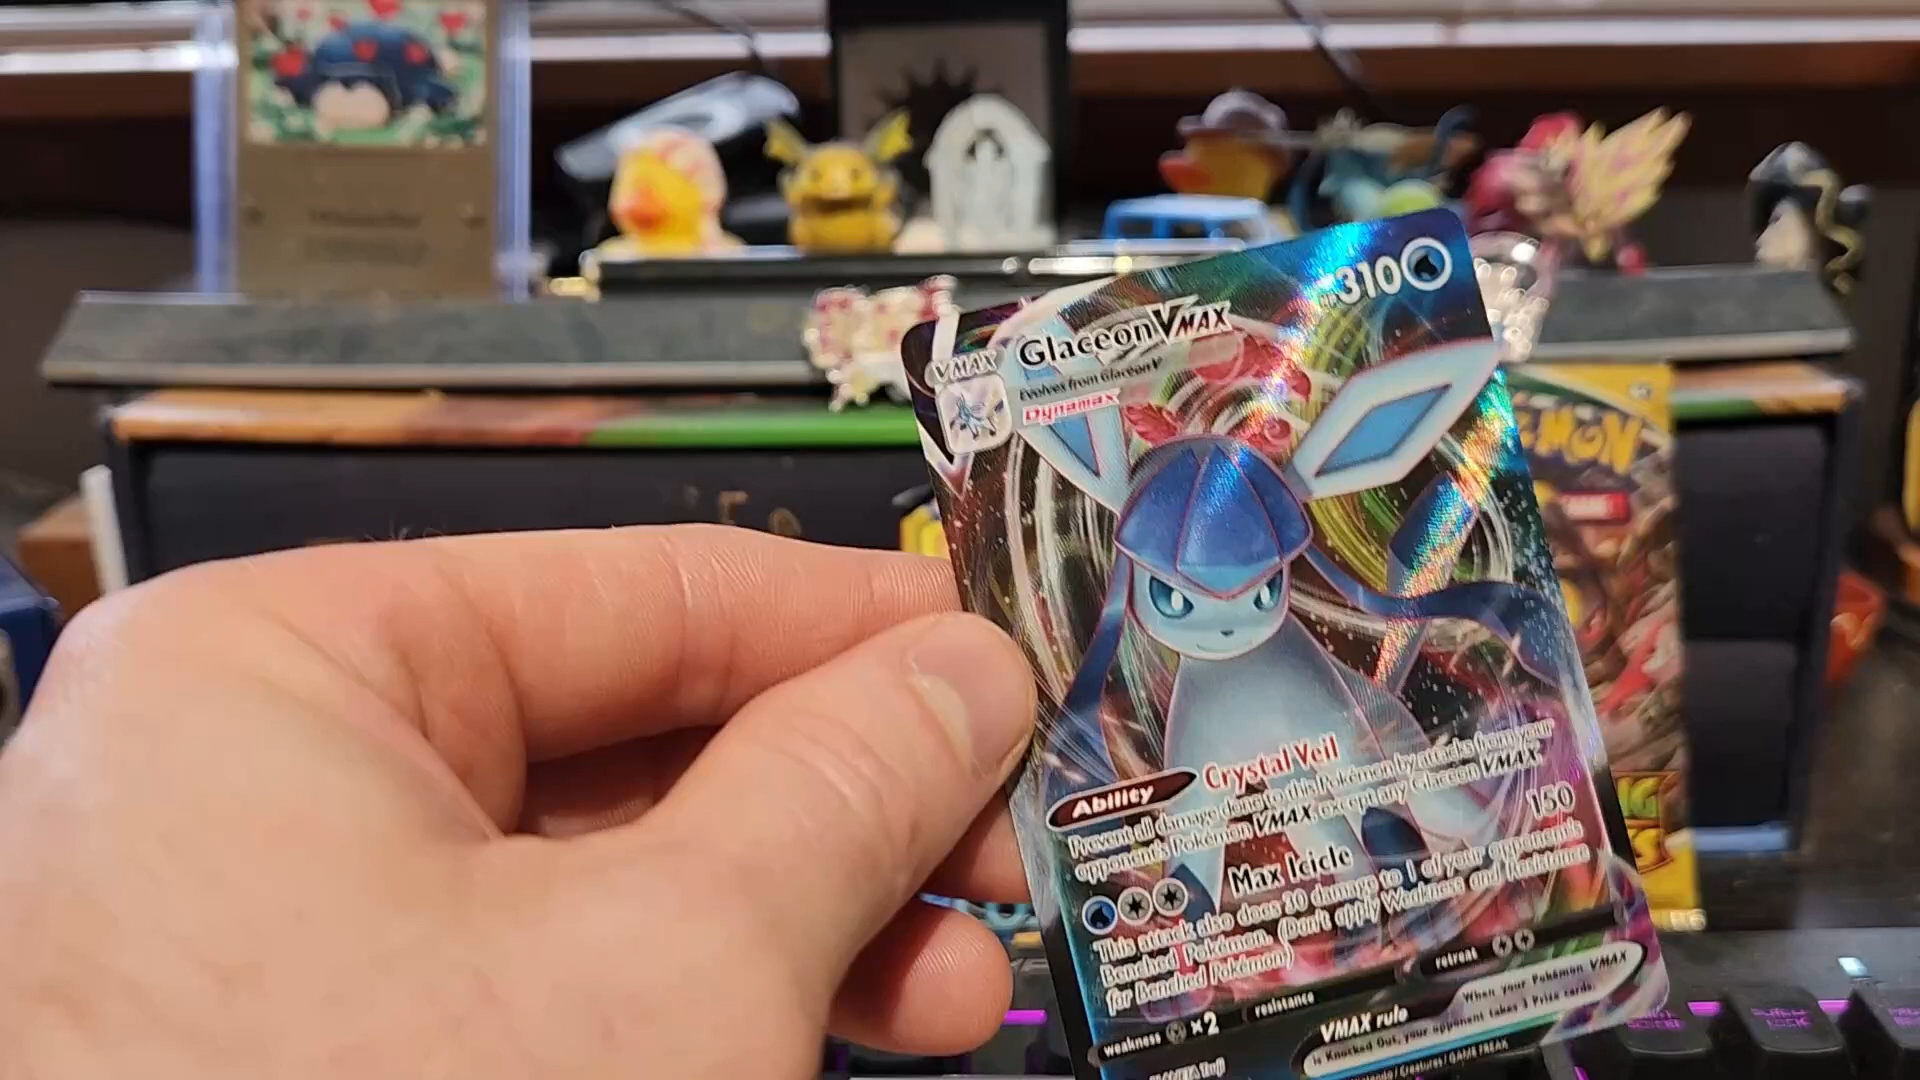 310
VMAX
Glaceon VMAX
Evolves from Glaceon V
Dynamax
Ability
Crystal Veil
Prevent all damage done to this Pokémon by attacks from your
opponent's Pokémon VMAX, except any Glaceon VMAX.
Max Icicle
150
This attack also does 30 damage to 1 of your opponent's
Benched Pokémon. (Don't apply Weakness and Resistance
for Benched Pokémon.)
weakness ×2
resistance
retreat
VMAX rule
When your Pokémon VMAX
is Knocked Out, your opponent takes 3 Prize cards.
Nintendo / Creatures / GAME FREAK